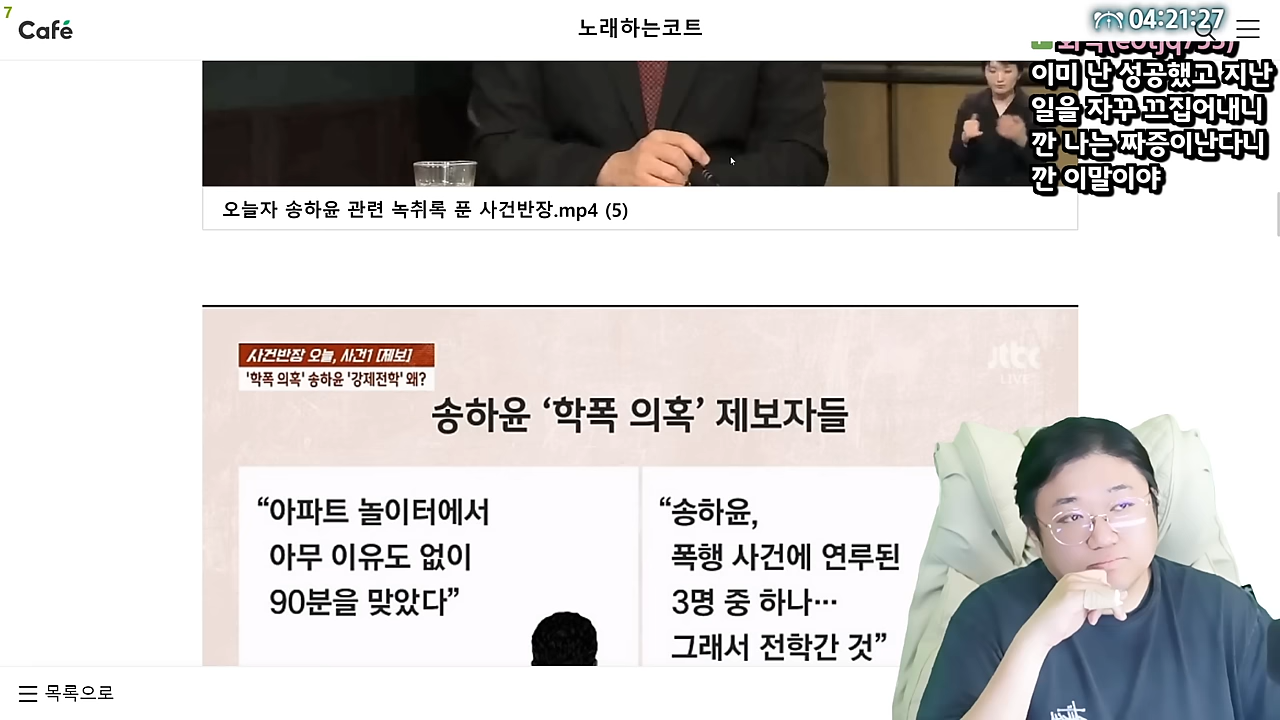 7
Café
노래하는코트
04:21:27
이미 난 성공했고 지난
일을 자꾸 끄집어내니
깐 나는 짜증이난다니
깐 이말이야
오늘자 송하윤 관련 녹취록 푼 사건반장.mp4 (5)
사건반장 오늘, 사건1 [제보]
'학폭 의혹' 송하윤 '강제전학' 왜?
jtbc
LIVE
송하윤 ‘학폭 의혹’ 제보자들
“아파트 놀이터에서
아무 이유도 없이
90분을 맞았다”
“송하윤,
폭행 사건에 연루된
3명 중 하나…
그래서 전학간 것”
목록으로